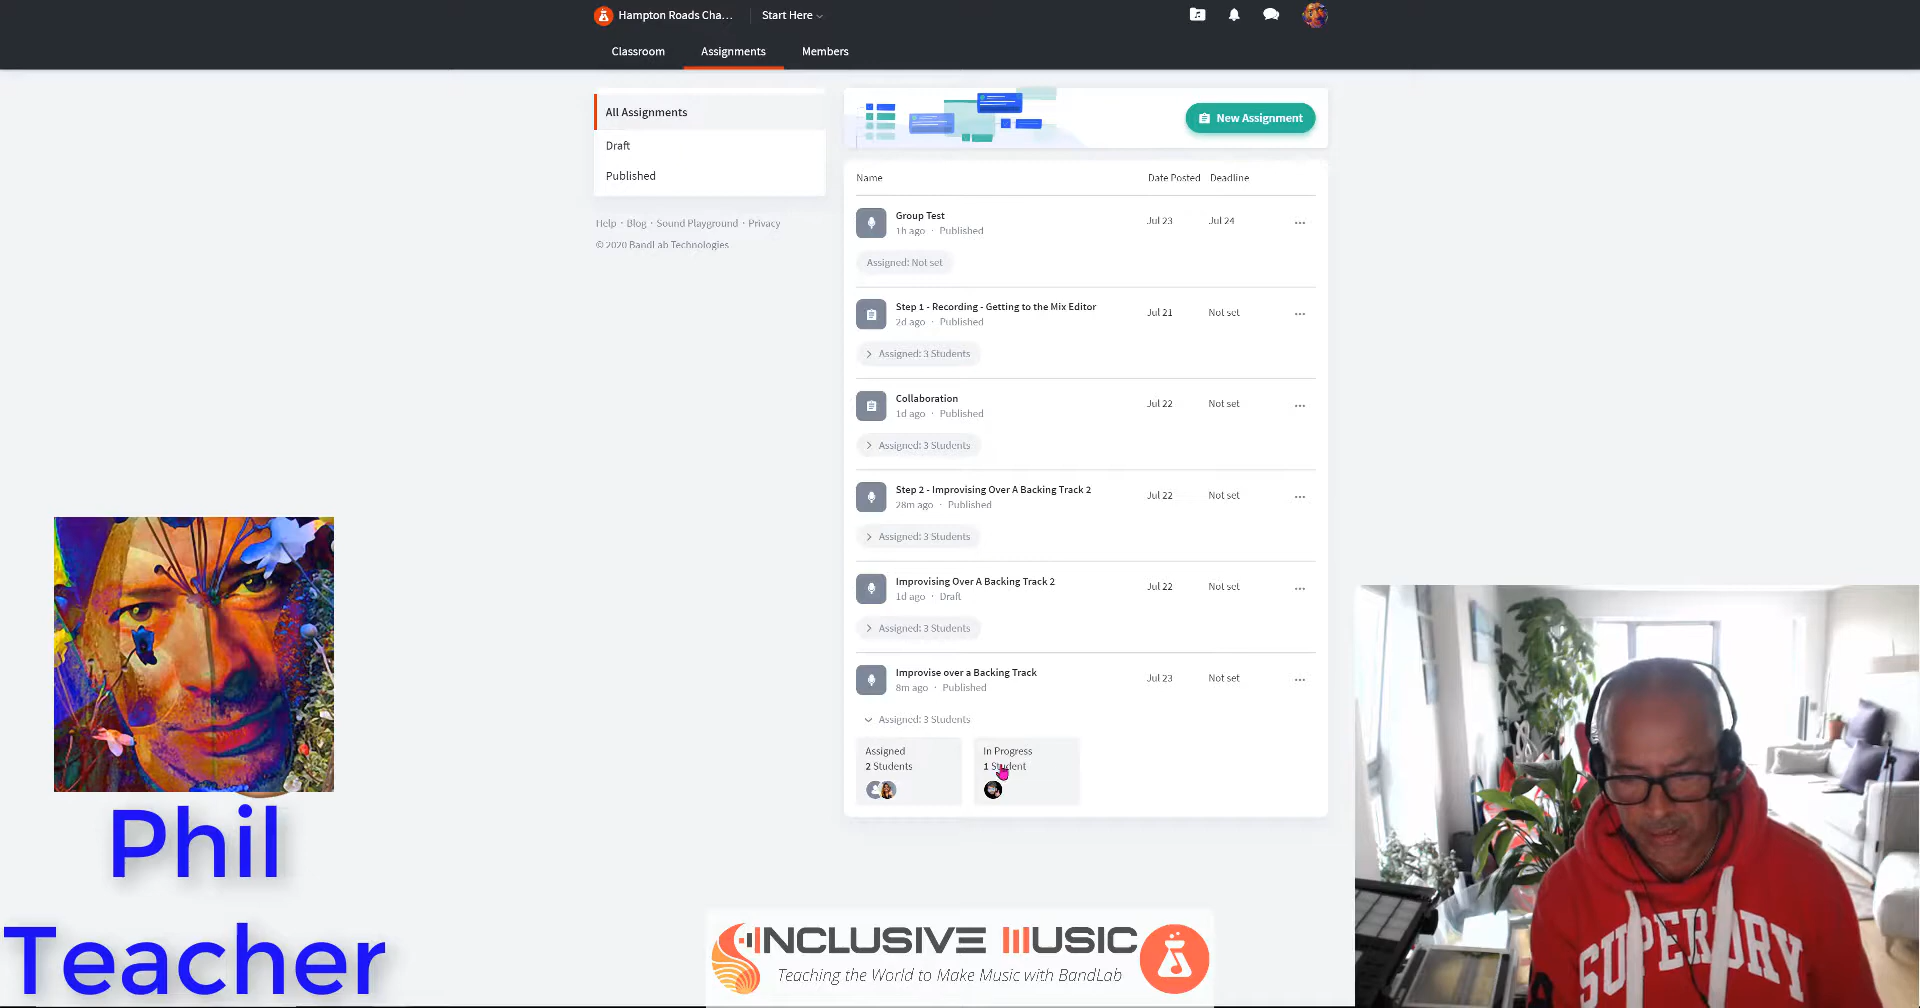 Hampton Roads Cha... Start Here
Classroom Assignments Members
All Assignments
Draft
Published
Help · Blog · Sound Playground · Privacy
© 2020 BandLab Technologies
New Assignment
Name Date Posted Deadline
Group Test
1h ago · Published
Jul 23 Jul 24
Assigned: Not set
Step 1 - Recording - Getting to the Mix Editor
2d ago · Published
Jul 21 Not set
Assigned: 3 Students
Collaboration
1d ago · Published
Jul 22 Not set
Assigned: 3 Students
Step 2 - Improvising Over A Backing Track 2
28m ago · Published
Jul 22 Not set
Assigned: 3 Students
Improvising Over A Backing Track 2
1d ago · Draft
Jul 22 Not set
Assigned: 3 Students
Improvise over a Backing Track
8m ago · Published
Jul 23 Not set
Assigned: 3 Students
Assigned
2 Students
In Progress
1 Student
Phil
Teacher
INCLUSIVE MUSIC
Teaching the World to Make Music with BandLab
SUPERDRY